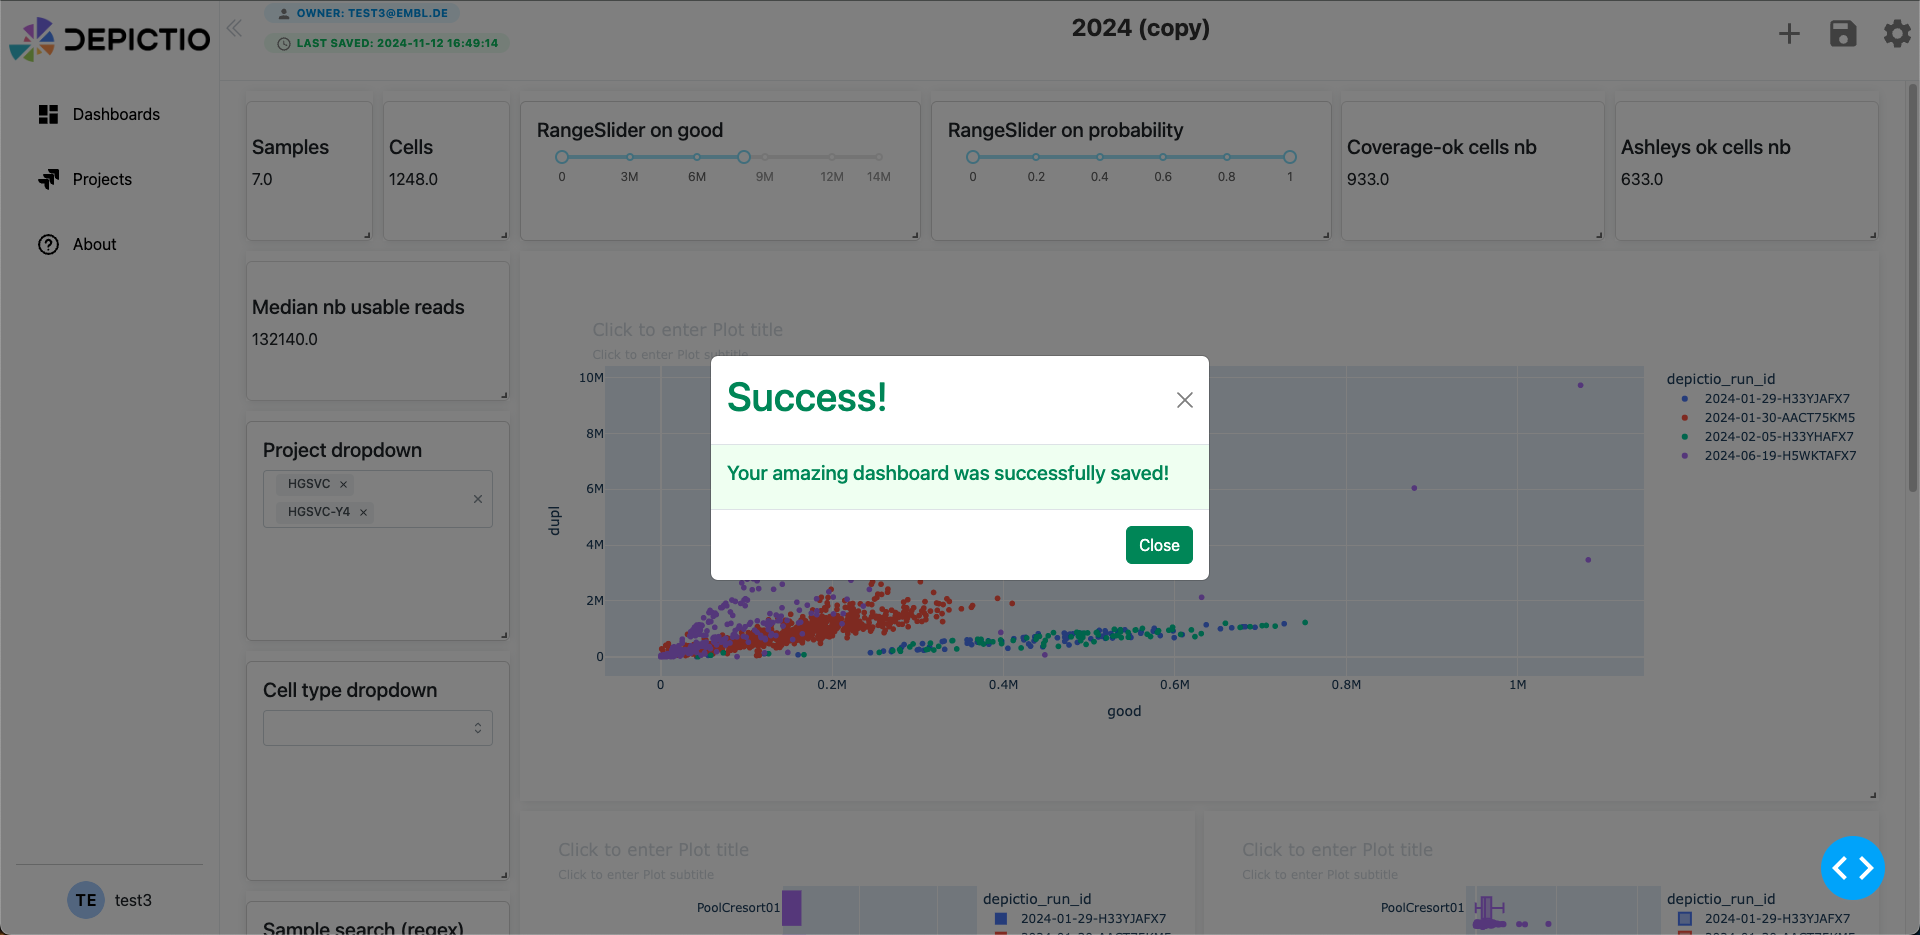 DEPICTIO
Dashboards
Projects
About
TE test3
OWNER: TEST3@EMBL.DE
LAST SAVED: 2024-11-12 16:49:14
2024 (copy)
Samples
7.0
Cells
1248.0
RangeSlider on good
0 3M 6M 9M 12M 14M
RangeSlider on probability
0 0.2 0.4 0.6 0.8 1
Coverage-ok cells nb
933.0
Ashleys ok cells nb
633.0
Median nb usable reads
132140.0
Project dropdown
HGSVC ×
HGSVC-Y4 ×
Cell type dropdown
Sample search (regex)
Click to enter Plot title
Click to enter Plot subtitle
10M
8M
6M
4M
2M
0
dupl
0 0.2M 0.4M 0.6M 0.8M 1M
good
depictio_run_id
2024-01-29-H33YJAFX7
2024-01-30-AACT75KM5
2024-02-05-H33YHAFX7
2024-06-19-H5WKTAFX7
Success!
Your amazing dashboard was successfully saved!
Close
Click to enter Plot title
Click to enter Plot subtitle
PoolCresort01
depictio_run_id
2024-01-29-H33YJAFX7
2024-01-30-AACT75KM5
Click to enter Plot title
Click to enter Plot subtitle
PoolCresort01
depictio_run_id
2024-01-29-H33YJAFX7
2024-01-30-AACT75KM5